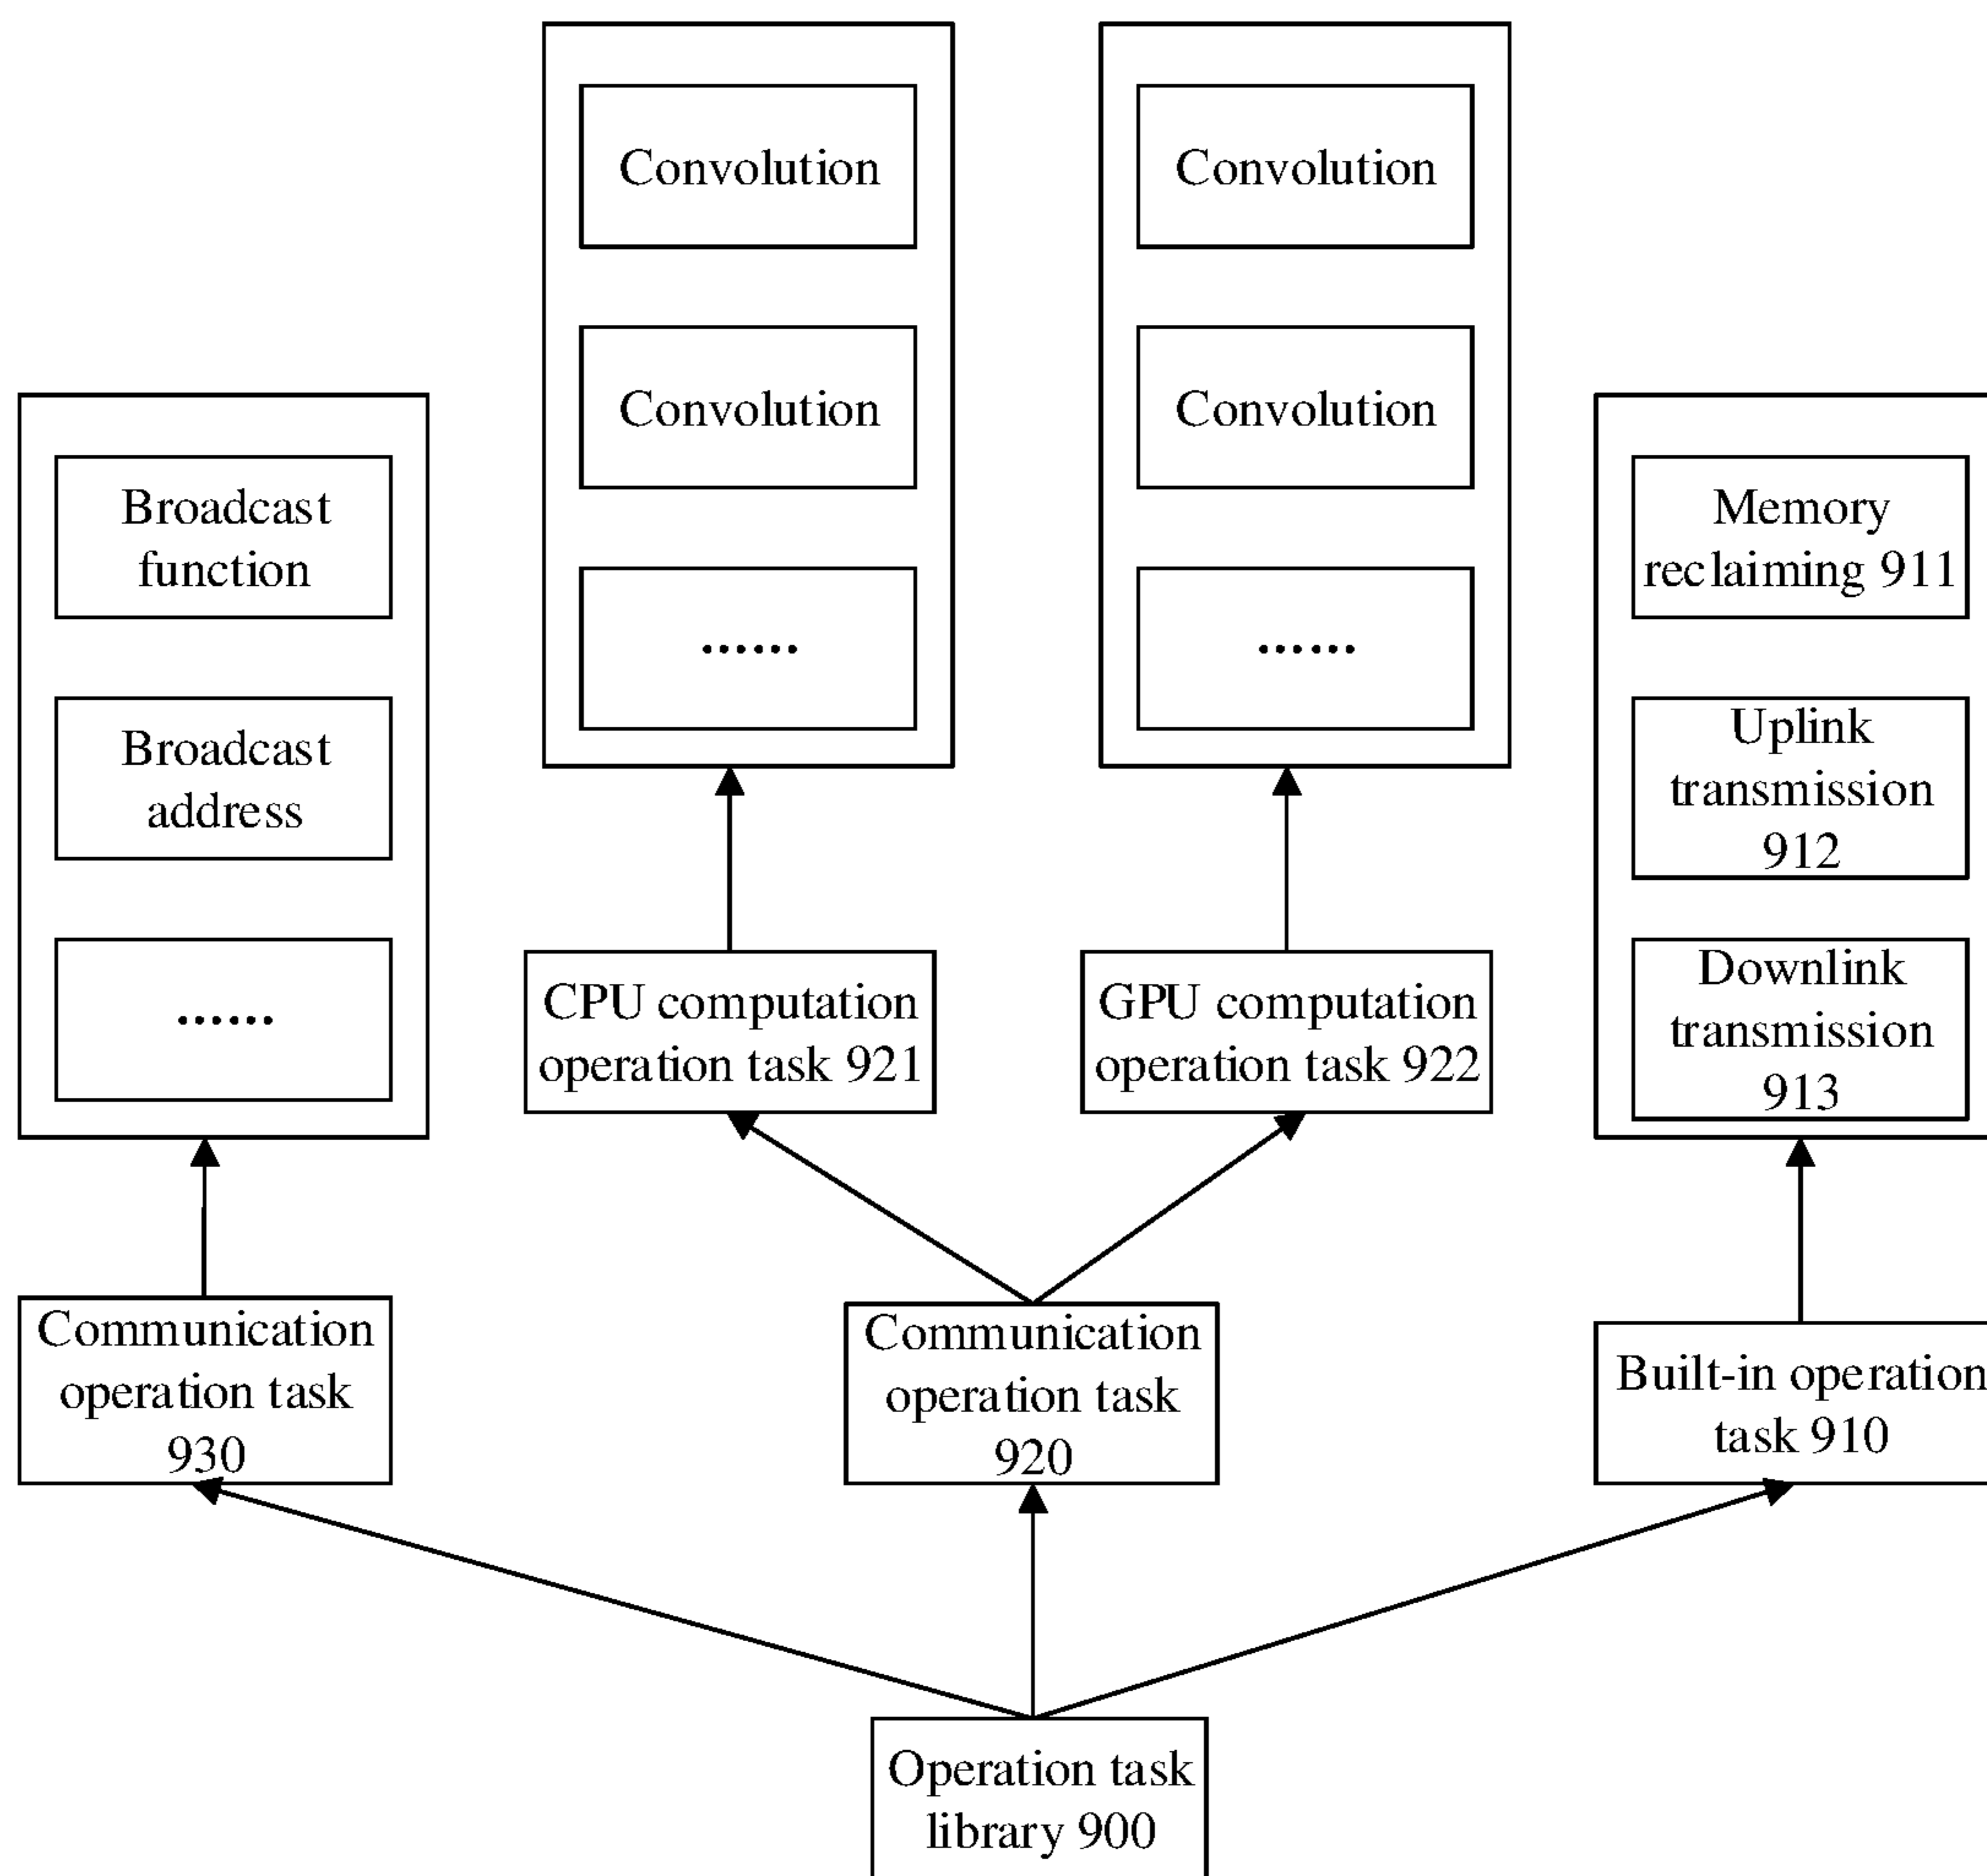 Convolution
Convolution
......
Convolution
Convolution
......
Broadcast
function
Broadcast
address
......
Memory
reclaiming 911
Uplink
transmission
912
Downlink
transmission
913
CPU computation
operation task 921
GPU computation
operation task 922
Communication
operation task
930
Communication
operation task
920
Built-in operation
task 910
Operation task
library 900